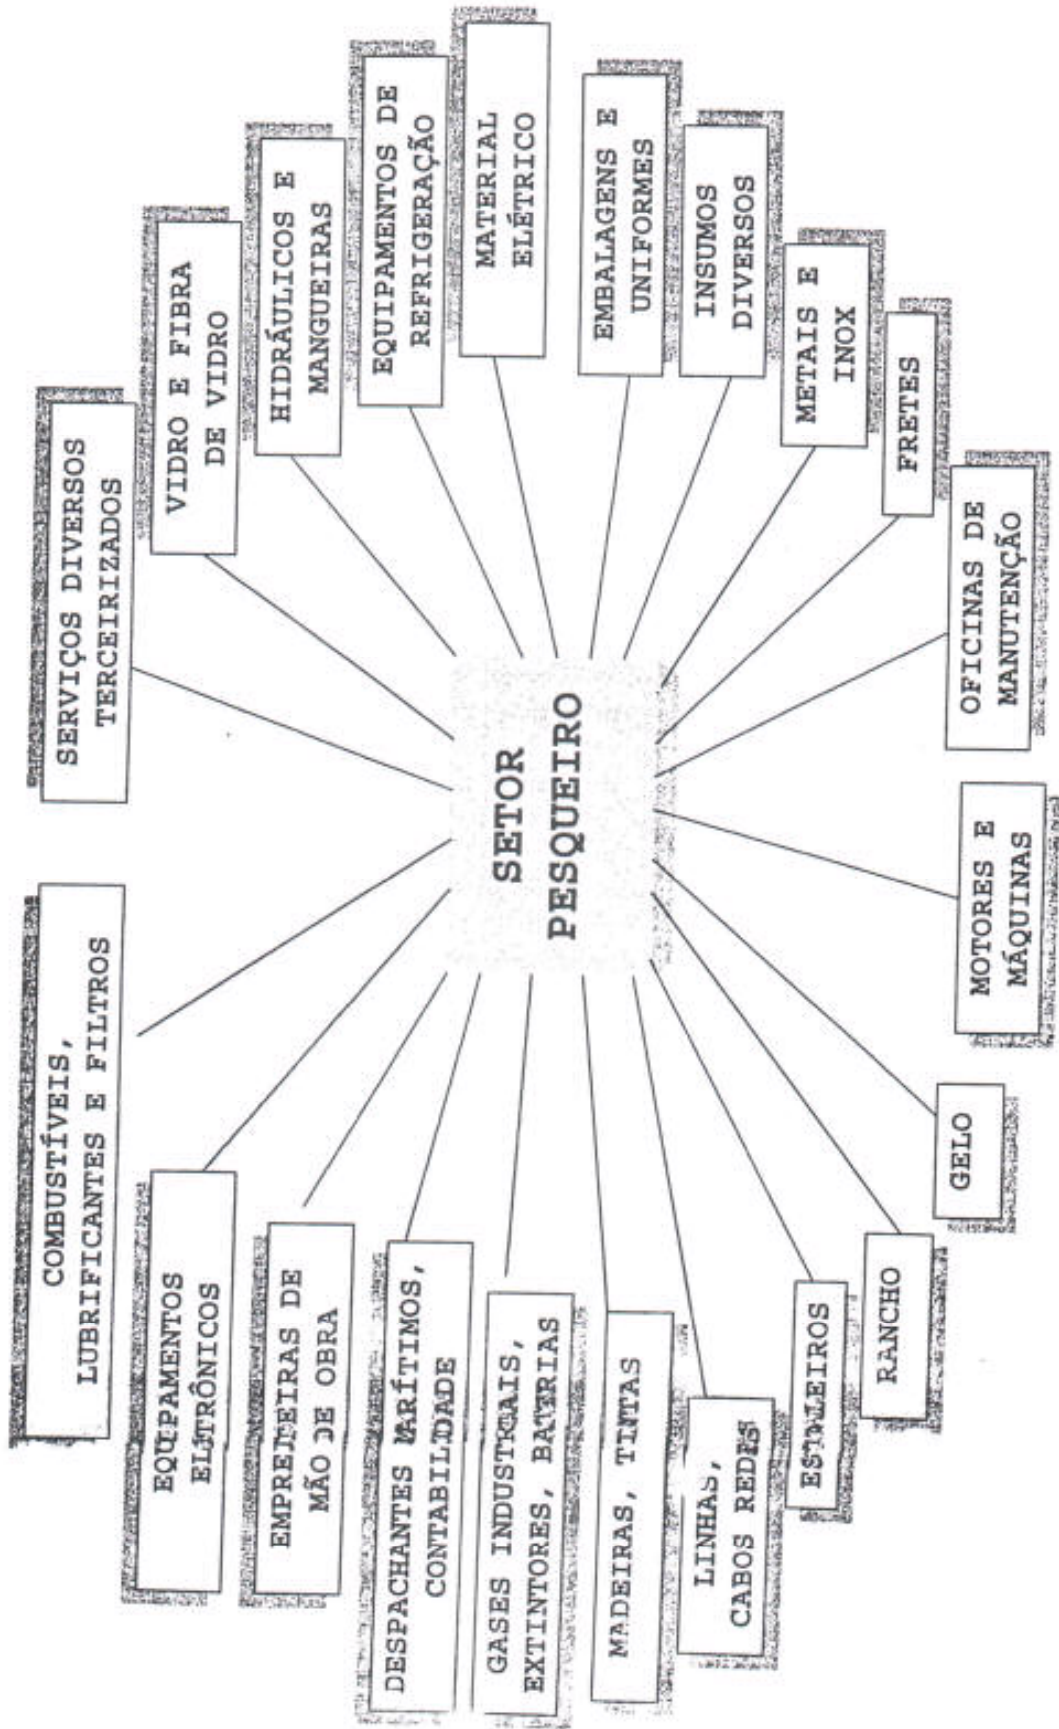 COMBUSTÍVEIS,
LUBRIFICANTES E FILTROS
SERVIÇOS DIVERSOS
TERCEIRIZADOS
EQUIPAMENTOS
ELETRÔNICOS
VIDRO E FIBRA
DE VIDRO
EMPREITEIRAS DE
MÃO DE OBRA
HIDRÁULICOS E
MANGUEIRAS
DESPACHANTES MARÍTIMOS,
CONTABILIDADE
EQUIPAMENTOS DE
REFRIGERAÇÃO
GASES INDUSTRIAIS,
EXTINTORES, BATERIAS
SETOR
PESQUEIRO
MATERIAL
ELÉTRICO
MADEIRAS, TINTAS
EMBALAGENS E
UNIFORMES
LINHAS,
CABOS REDES
INSUMOS
DIVERSOS
ESTALEIROS
METAIS E
INOX
RANCHO
FRETES
GELO
MOTORES E
MÁQUINAS
OFICINAS DE
MANUTENÇÃO